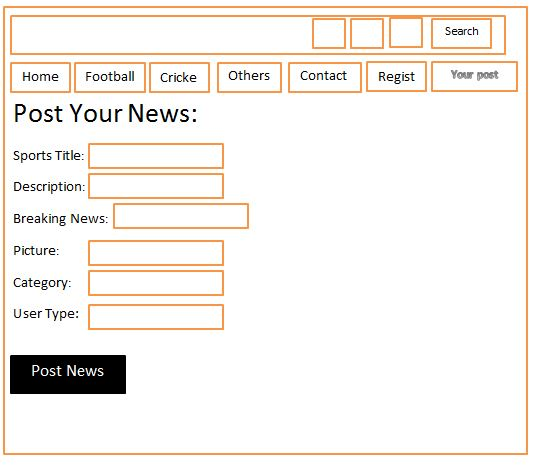 Search
Home Football Cricke Others Contact Regist Your post
Post Your News:
Sports Title:
Description:
Breaking News:
Picture:
Category:
User Type:
Post News